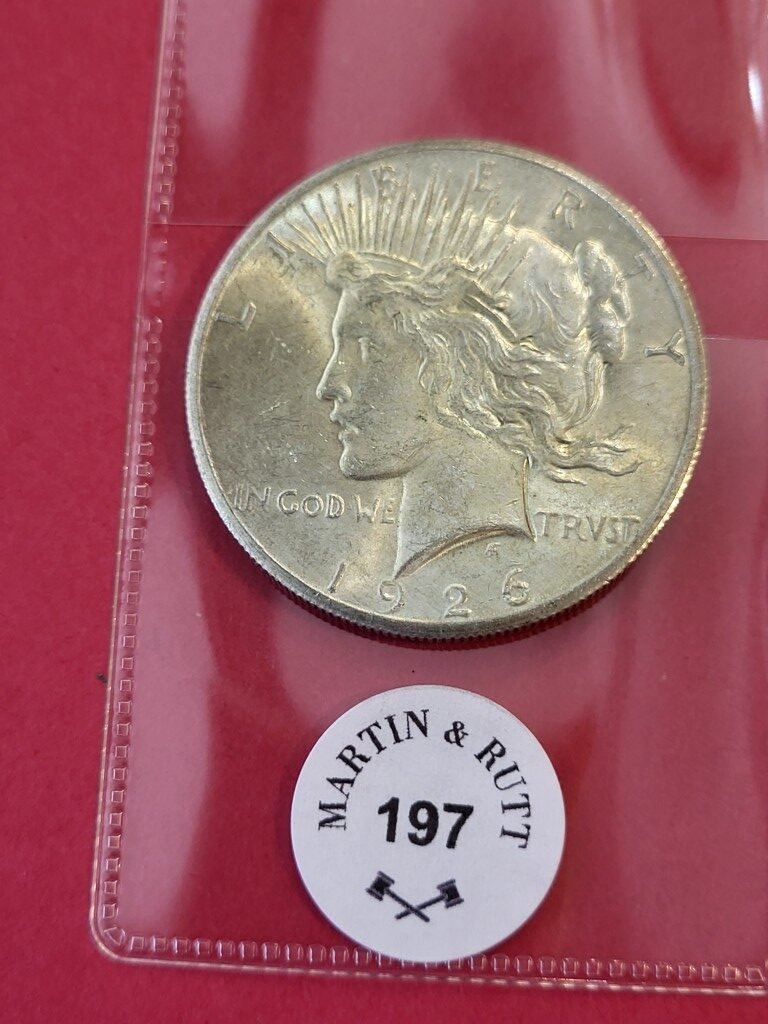 LIBERTY
IN GOD WE TRVST
1926
MARTIN & RUTT
197